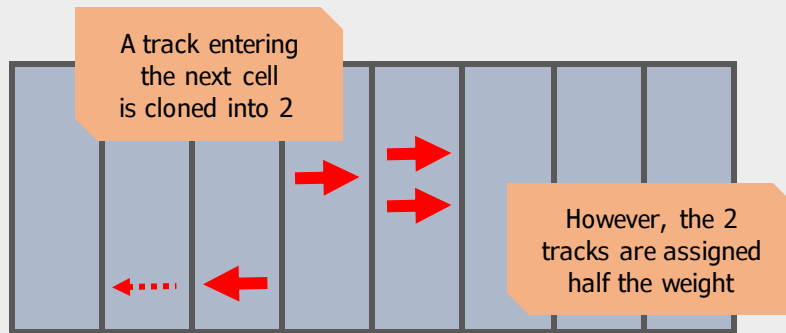 A track entering
the next cell
is cloned into 2
However, the 2
tracks are assigned
half the weight